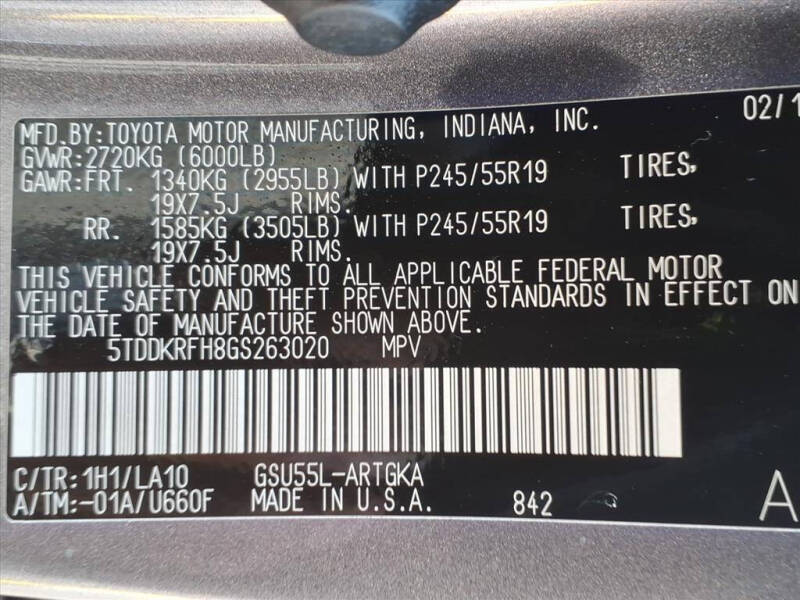 02/1
MFD.BY:TOYOTA MOTOR MANUFACTURING, INDIANA, INC.
GVWR:2720KG (6000LB)
GAWR:FRT. 1340KG (2955LB) WITH P245/55R19 TIRES,
19X7.5J RIMS.
RR. 1585KG (3505LB) WITH P245/55R19 TIRES,
19X7.5J RIMS.
THIS VEHICLE CONFORMS TO ALL APPLICABLE FEDERAL MOTOR
VEHICLE SAFETY AND THEFT PREVENTION STANDARDS IN EFFECT ON
THE DATE OF MANUFACTURE SHOWN ABOVE.
5TDDKRFH8GS263020 MPV
C/TR:1H1/LA10 GSU55L-ARTGKA
A/TM:-01A/U660F MADE IN U.S.A. 842 A